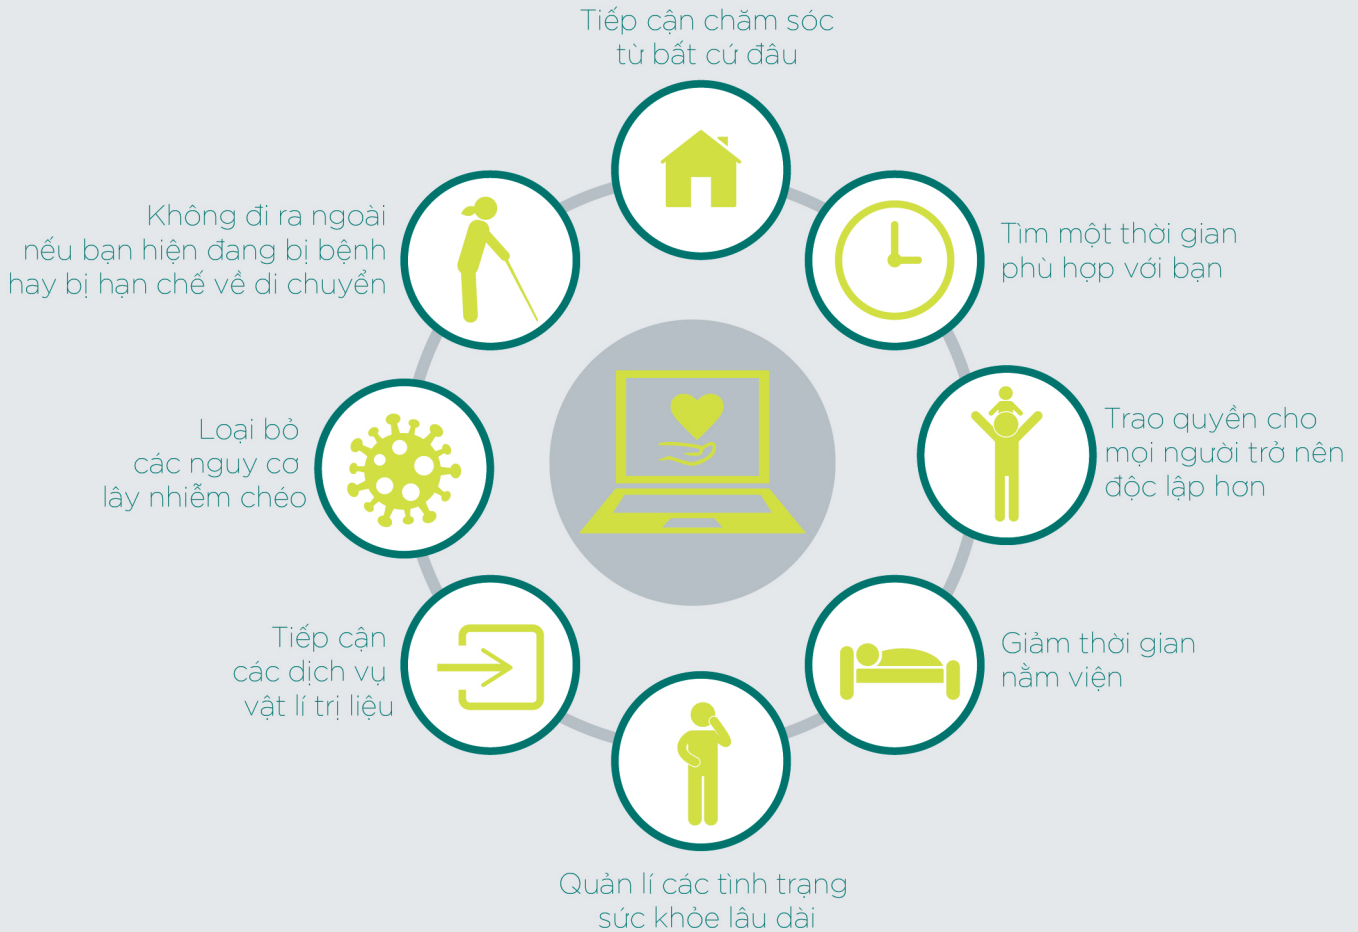 Tiếp cận chăm sóc
từ bất cứ đâu
Tìm một thời gian
phù hợp với bạn
Trao quyền cho
mọi người trở nên
độc lập hơn
Giảm thời gian
nằm viện
Quản lí các tình trạng
sức khỏe lâu dài
Tiếp cận
các dịch vụ
vật lí trị liệu
Loại bỏ
các nguy cơ
lây nhiễm chéo
Không đi ra ngoài
nếu bạn hiện đang bị bệnh
hay bị hạn chế về di chuyển